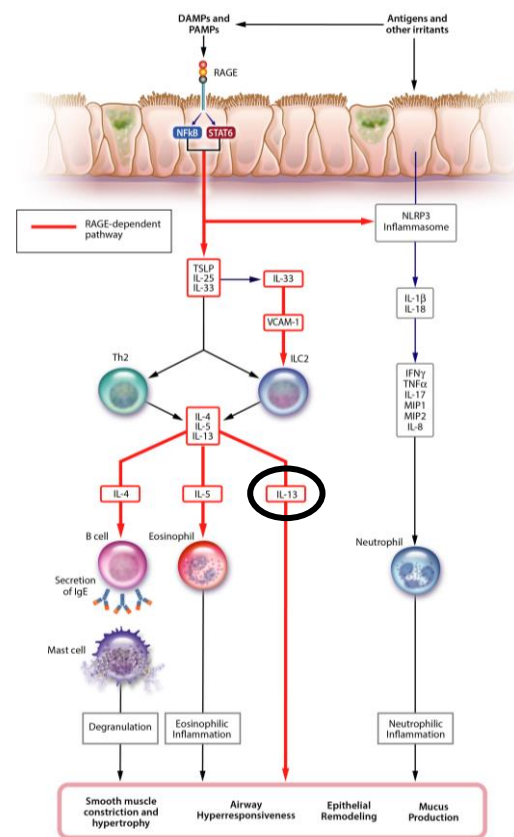 DAMPs and
PAMPs
Antigens and
other irritants
RAGE
NFkB
STAT6
RAGE-dependent
pathway
NLRP3
Inflammasome
TSLP
IL-25
IL-33
IL-33
IL-1β
IL-18
VCAM-1
Th2
ILC2
IFNγ
TNFα
IL-17
MIP1
MIP2
IL-8
IL-4
IL-5
IL-13
IL-4
IL-5
IL-13
B cell
Eosinophil
Neutrophil
Secretion
of IgE
Mast cell
Degranulation
Eosinophilic
Inflammation
Neutrophilic
Inflammation
Smooth muscle
constriction and
hypertrophy
Airway
Hyperresponsiveness
Epithelial
Remodeling
Mucus
Production